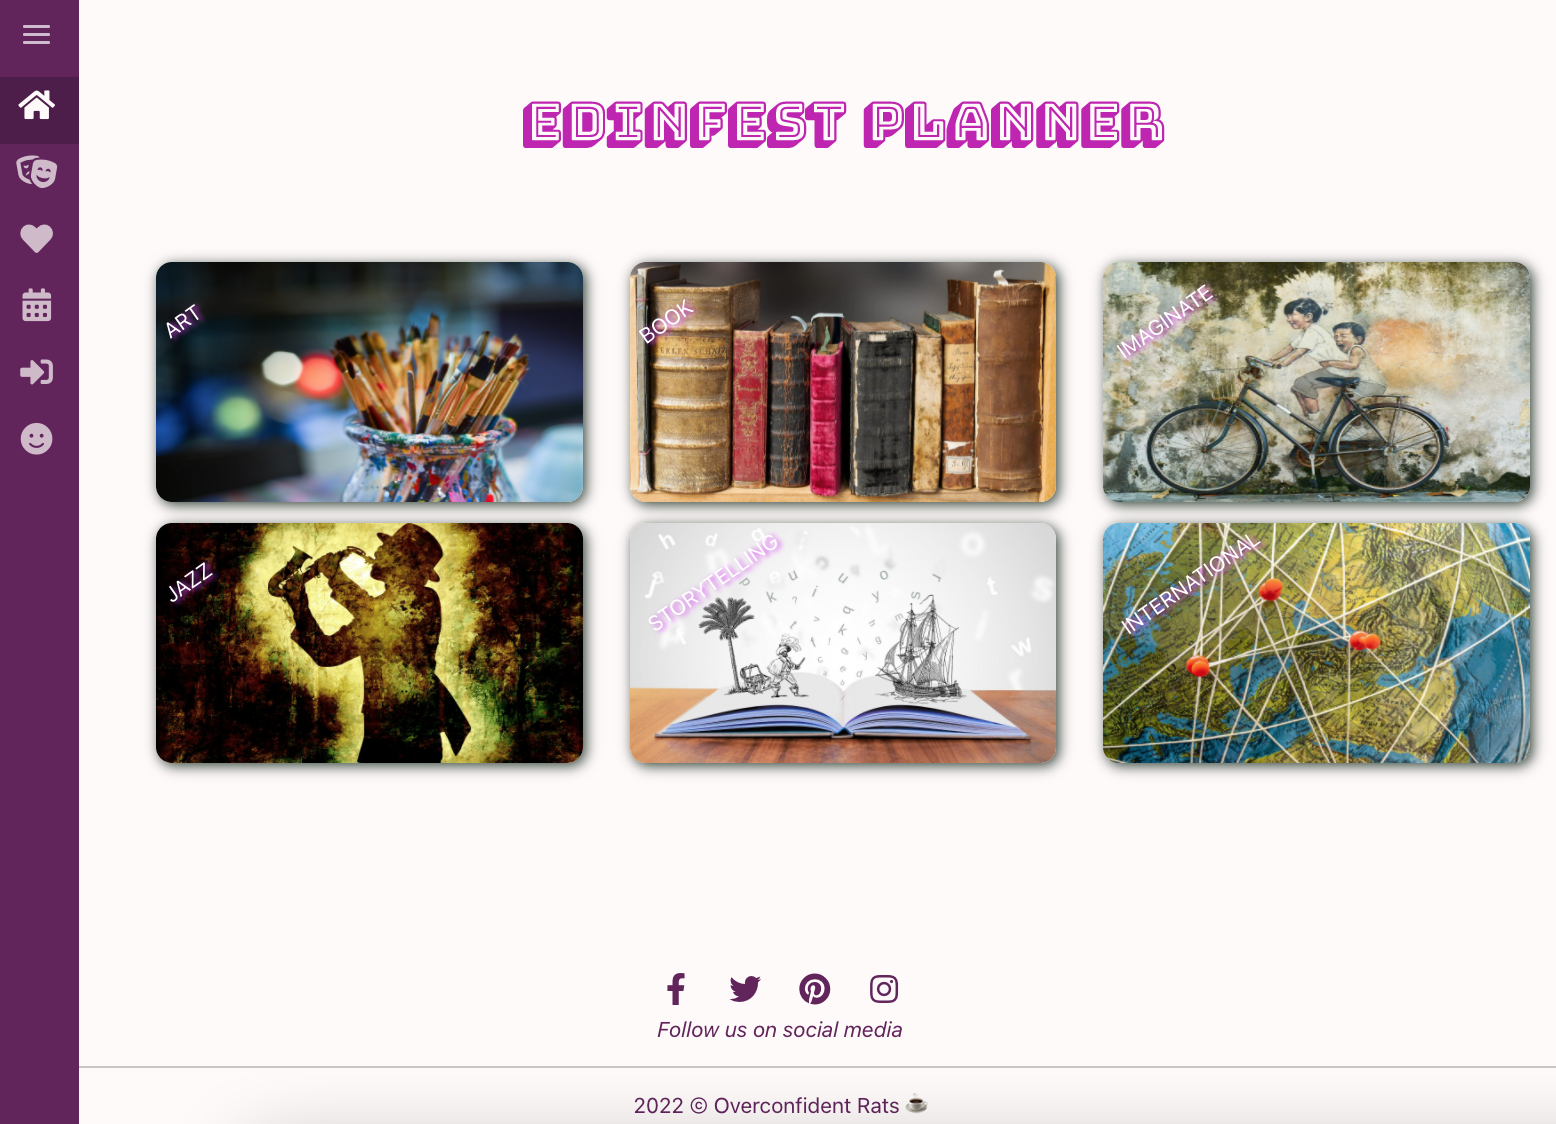 EDINFEST PLANNER
ART
BOOK
IMAGINATE
JAZZ
STORYTELLING
INTERNATIONAL
Follow us on social media
2022 © Overconfident Rats ☕